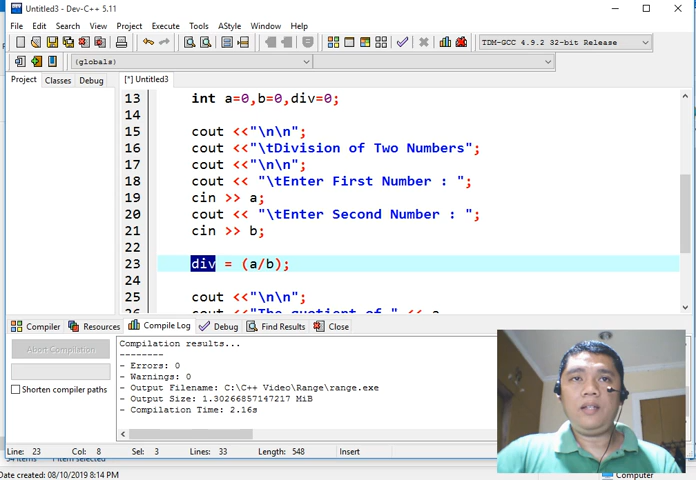 Untitled3 - Dev-C++ 5.11
File Edit Search View Project Execute Tools AStyle Window Help
TDM-GCC 4.9.2 32-bit Release
(globals)
Project Classes Debug
[*] Untitled3
13 int a=0,b=0,div=0;
14
15 cout <<"\n\n";
16 cout <<"\tDivision of Two Numbers";
17 cout <<"\n\n";
18 cout << "\tEnter First Number : ";
19 cin >> a;
20 cout << "\tEnter Second Number : ";
21 cin >> b;
22
23 div = (a/b);
24
25 cout <<"\n\n";
26 cout <<"The quotient of " << a
Compiler Resources Compile Log Debug Find Results Close
Abort Compilation
Shorten compiler paths
Compilation results...
--------
- Errors: 0
- Warnings: 0
- Output Filename: C:\C++ Video\Range\range.exe
- Output Size: 1.30266857147217 MiB
- Compilation Time: 2.16s
Line: 23 Col: 8 Sel: 3 Lines: 33 Length: 548 Insert
34 items 1 item selected
Date created: 08/10/2019 8:14 PM
Computer